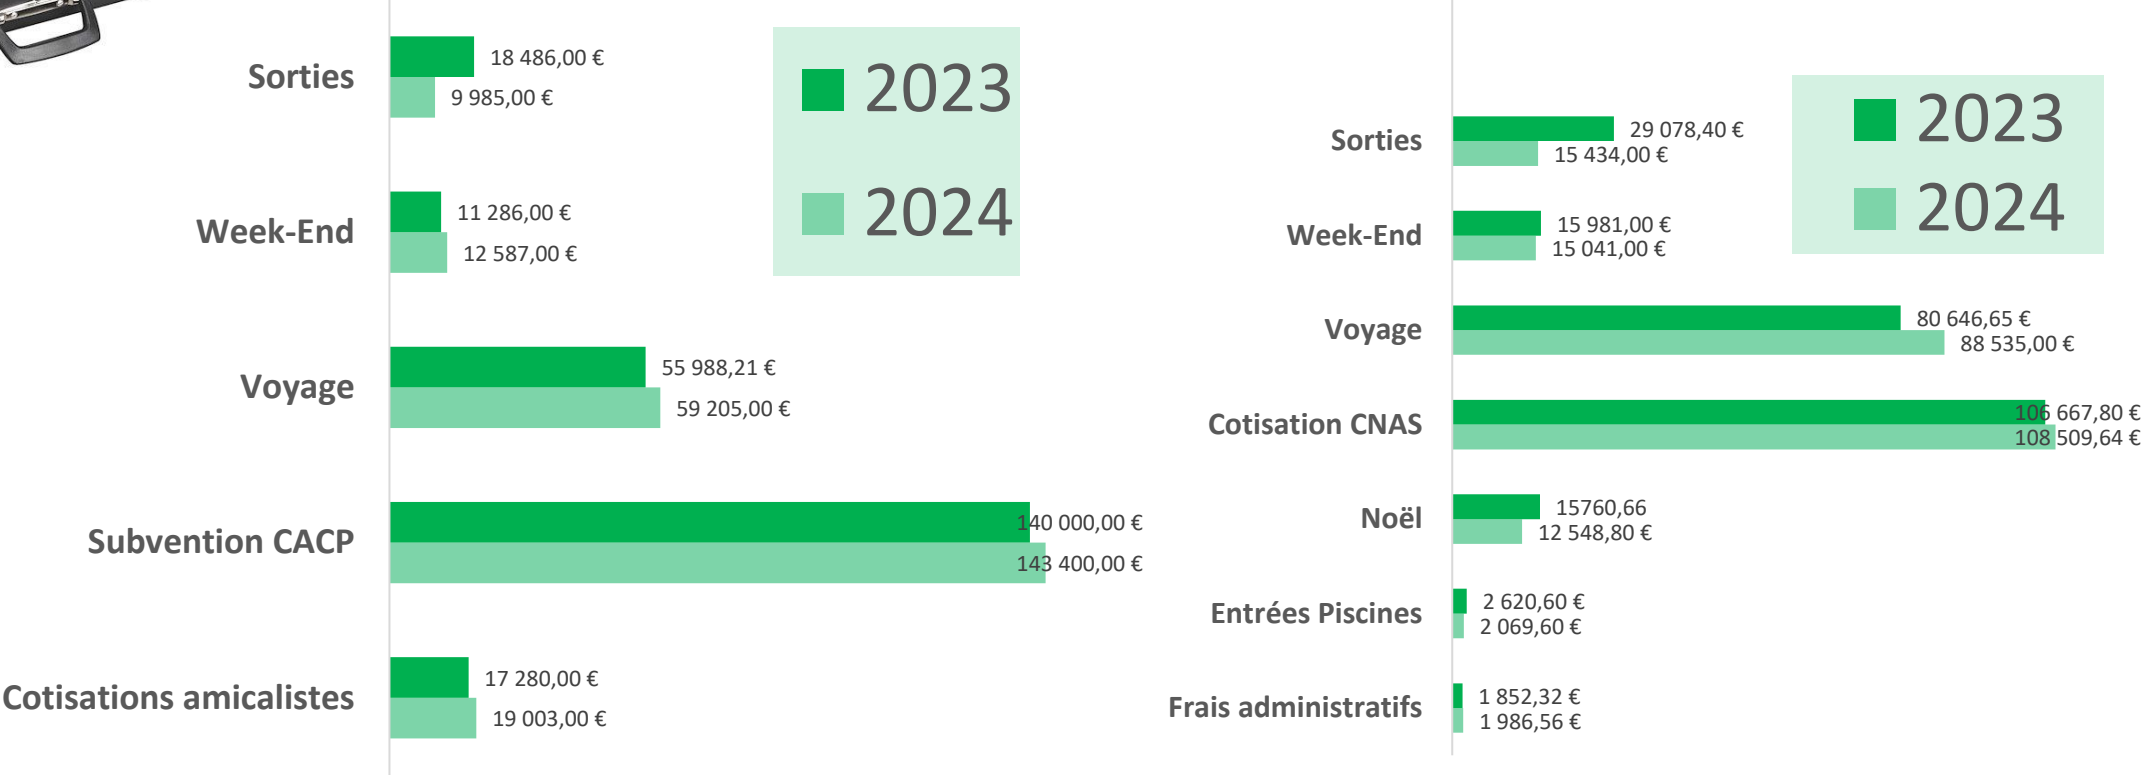 Sorties
18 486,00 €
9 985,00 €
Week-End
11 286,00 €
12 587,00 €
Voyage
55 988,21 €
59 205,00 €
Subvention CACP
140 000,00 €
143 400,00 €
Cotisations amicalistes
17 280,00 €
19 003,00 €
2023
2024
Sorties
29 078,40 €
15 434,00 €
Week-End
15 981,00 €
15 041,00 €
Voyage
80 646,65 €
88 535,00 €
Cotisation CNAS
106 667,80 €
108 509,64 €
Noël
15760,66
12 548,80 €
Entrées Piscines
2 620,60 €
2 069,60 €
Frais administratifs
1 852,32 €
1 986,56 €
2023
2024